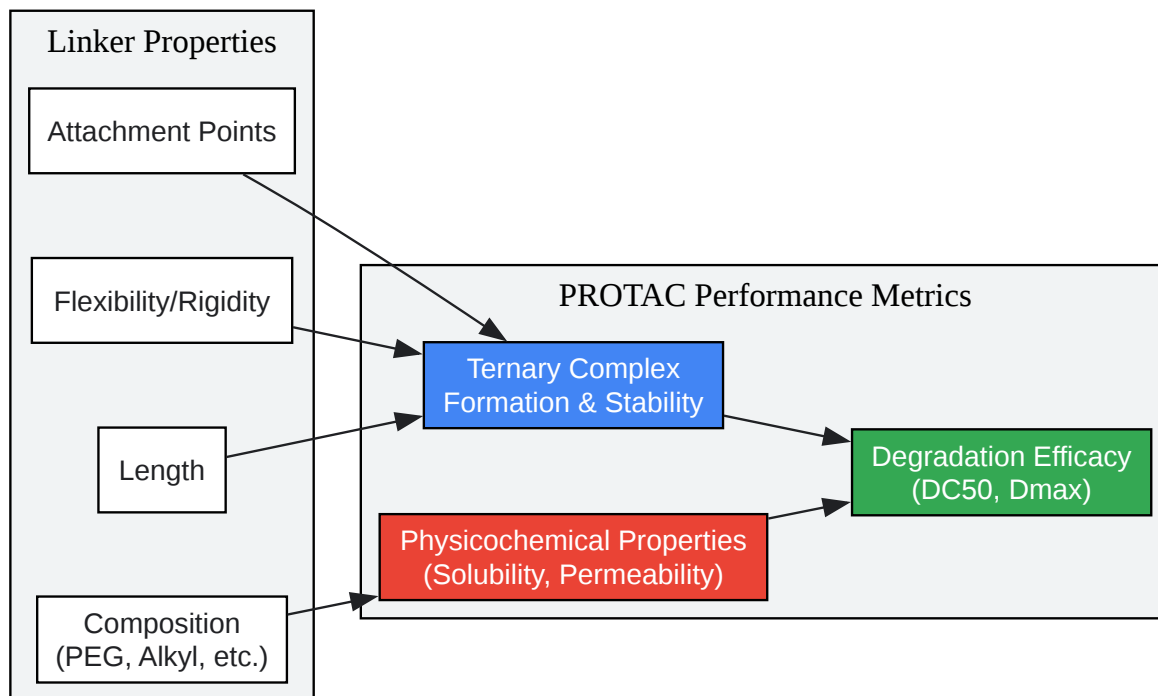 Linker Properties
Attachment Points
Flexibility/Rigidity
Length
Composition
(PEG, Alkyl, etc.)
PROTAC Performance Metrics
Ternary Complex
Formation & Stability
Physicochemical Properties
(Solubility, Permeability)
Degradation Efficacy
(DC50, Dmax)